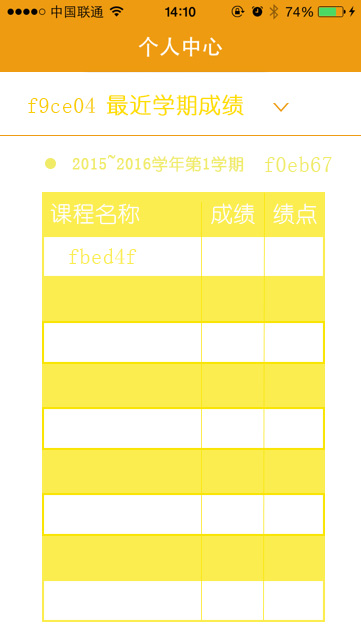 中国联通 14:10 74%
个人中心
f9ce04 最近学期成绩
2015~2016学年第1学期 f0eb67
课程名称 成绩 绩点
fbed4f